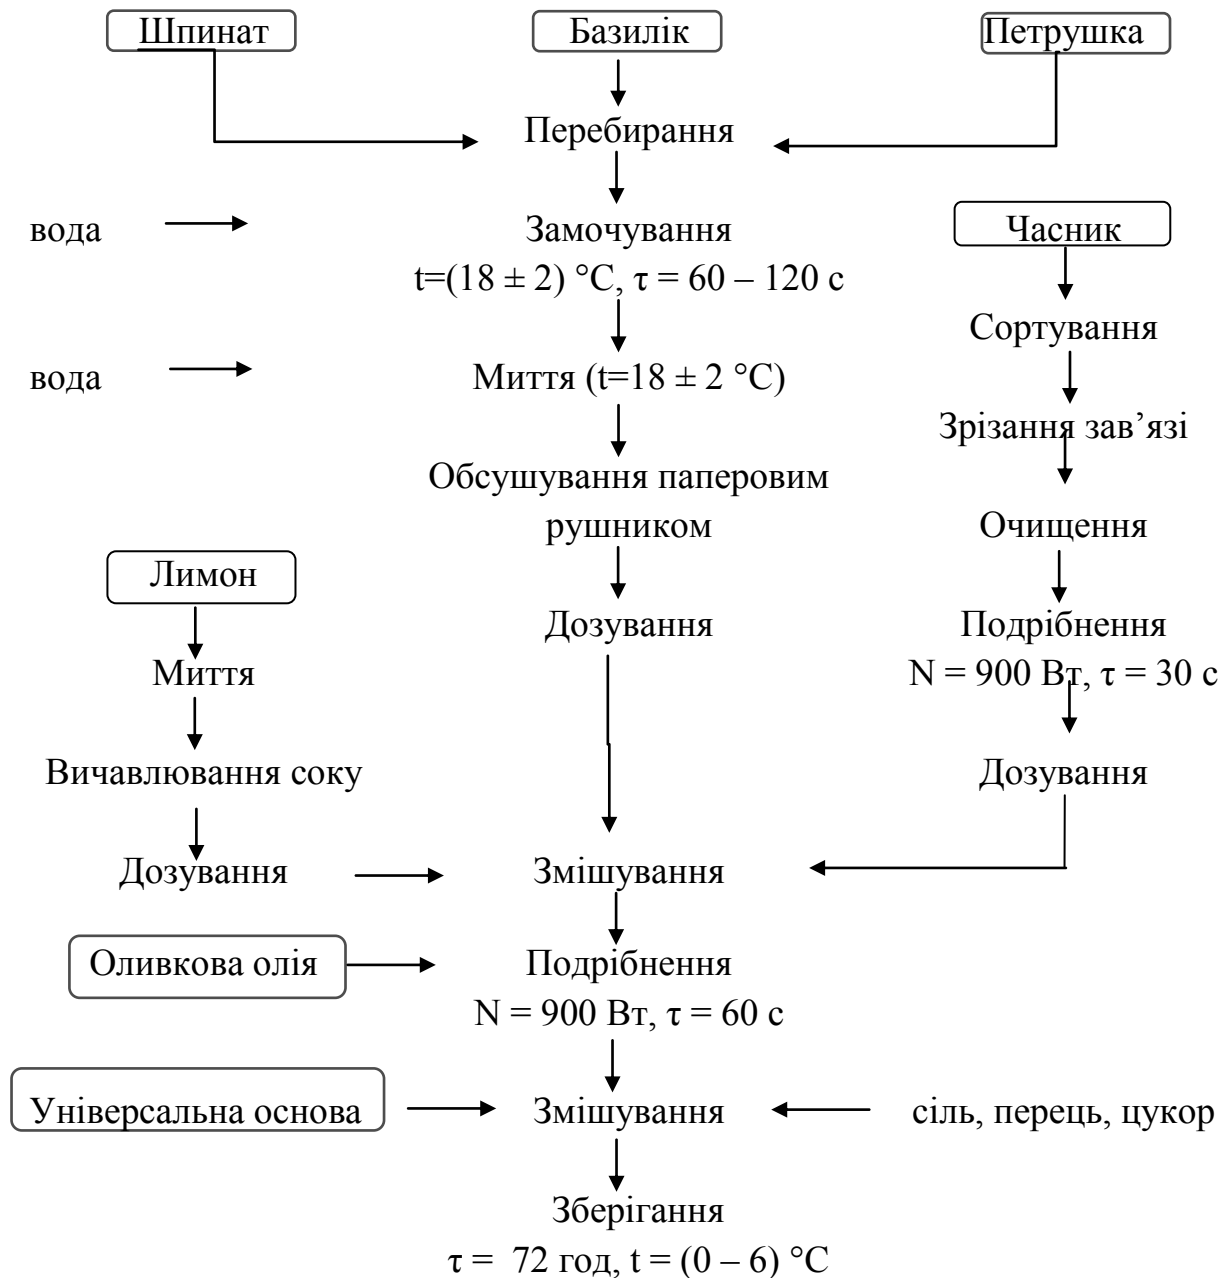 Шпинат
Базилік
Петрушка
Перебирання
вода
Замочування
Часник
t=(18 ± 2) °С, τ = 60 – 120 с
Сортування
вода
Миття (t=18 ± 2 °С)
Зрізання зав’язі
Обсушування паперовим
рушником
Очищення
Лимон
Дозування
Подрібнення
N = 900 Вт, τ = 30 с
Миття
Вичавлювання соку
Дозування
Дозування
Змішування
Оливкова олія
Подрібнення
N = 900 Вт, τ = 60 с
Універсальна основа
Змішування
сіль, перець, цукор
Зберігання
τ =  72 год, t = (0 – 6) °С